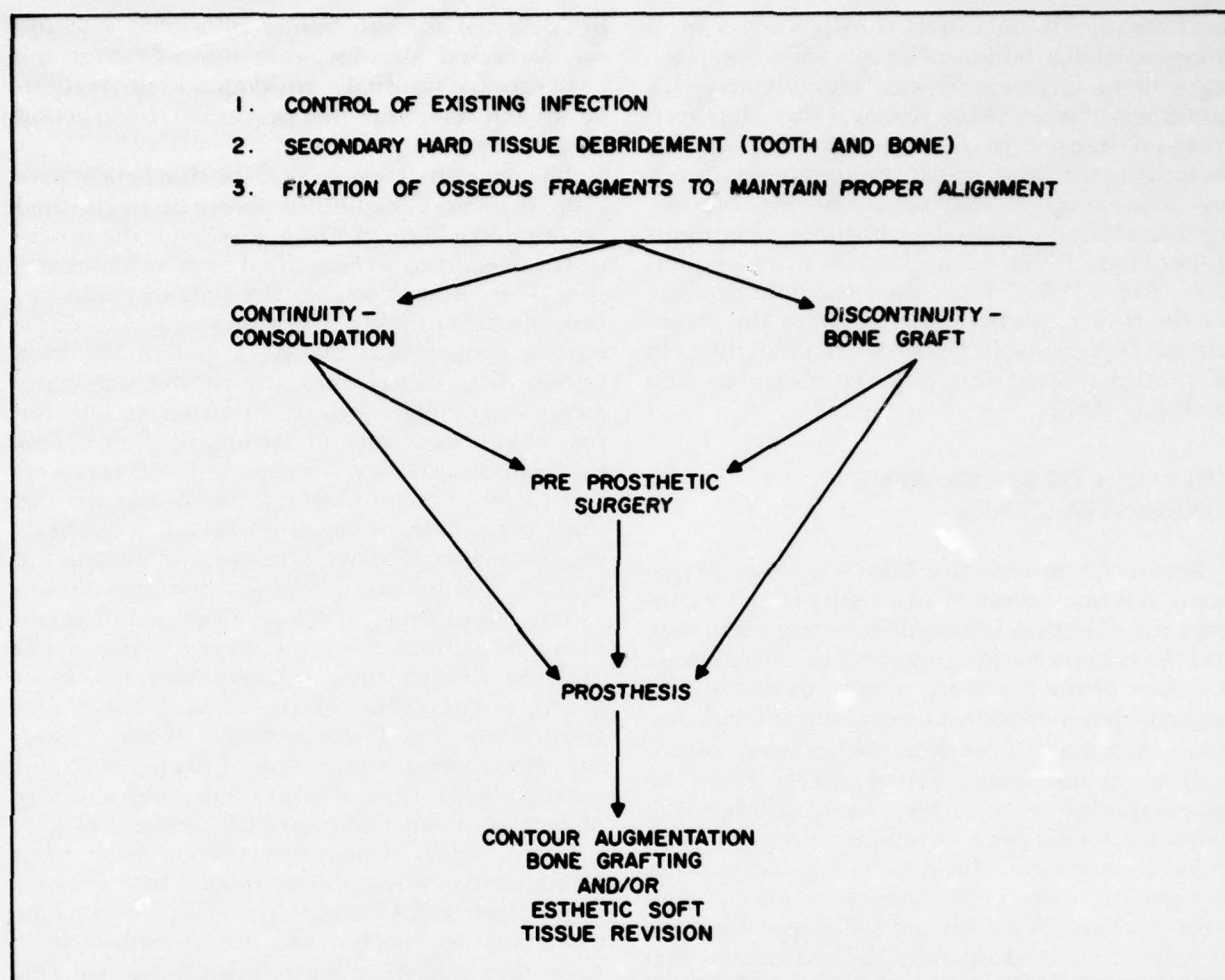 1. CONTROL OF EXISTING INFECTION
2. SECONDARY HARD TISSUE DEBRIDEMENT (TOOTH AND BONE)
3. FIXATION OF OSSEOUS FRAGMENTS TO MAINTAIN PROPER ALIGNMENT
CONTINUITY –
CONSOLIDATION
DISCONTINUITY –
BONE GRAFT
PRE PROSTHETIC
SURGERY
PROSTHESIS
CONTOUR AUGMENTATION
BONE GRAFTING
AND/OR
ESTHETIC SOFT
TISSUE REVISION